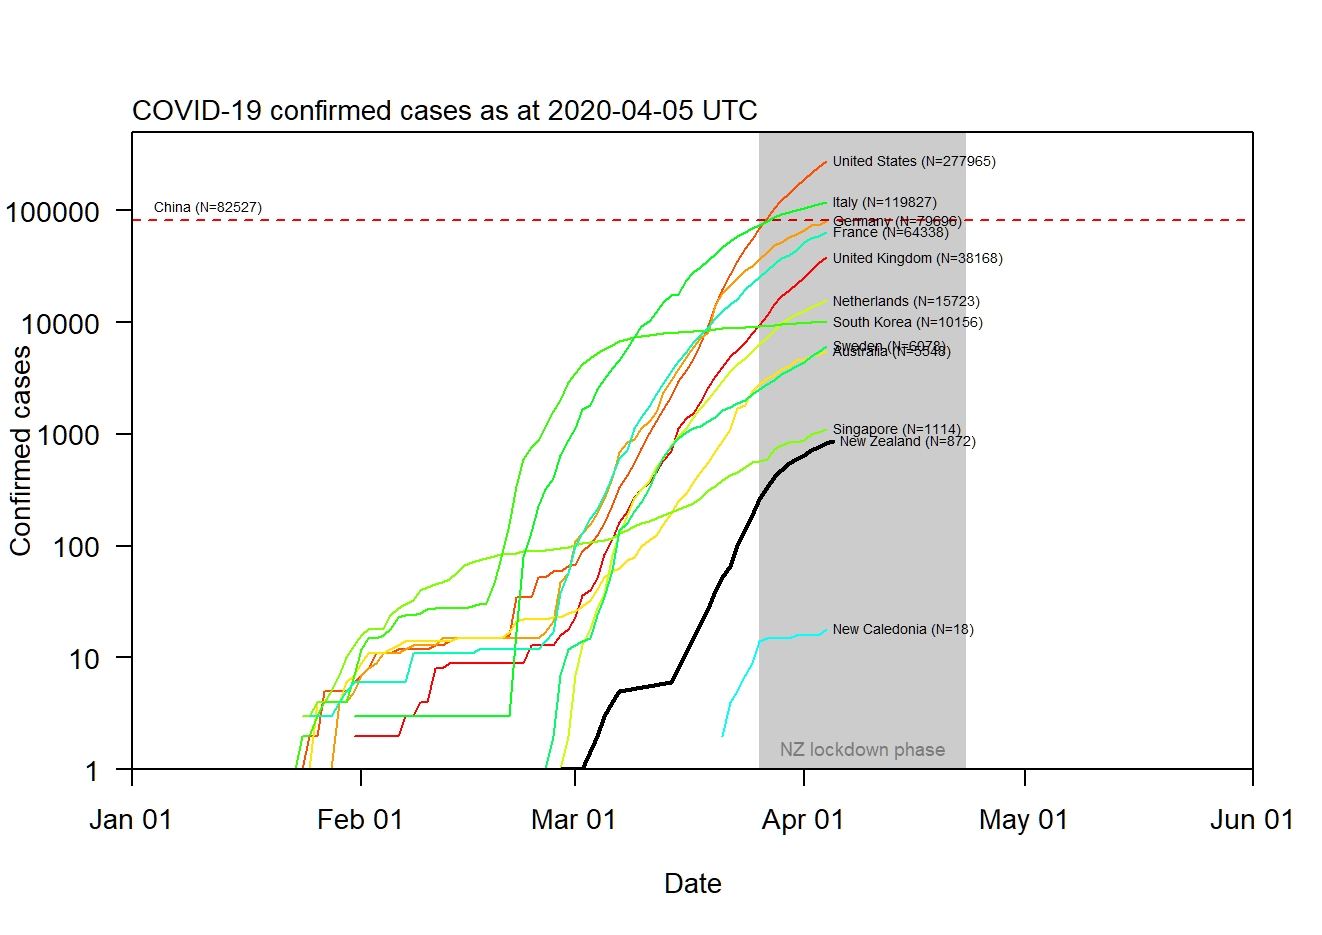 COVID-19 confirmed cases as at 2020-04-05 UTC
United States (N=277965)
Italy (N=119827)
China (N=82527)
Germany (N=79696)
France (N=64338)
United Kingdom (N=38168)
Netherlands (N=15723)
South Korea (N=10156)
Sweden (N=6078)
Australia (N=5548)
Singapore (N=1114)
New Zealand (N=872)
New Caledonia (N=18)
NZ lockdown phase
Confirmed cases
100000
10000
1000
100
10
1
Jan 01 Feb 01 Mar 01 Apr 01 May 01 Jun 01
Date